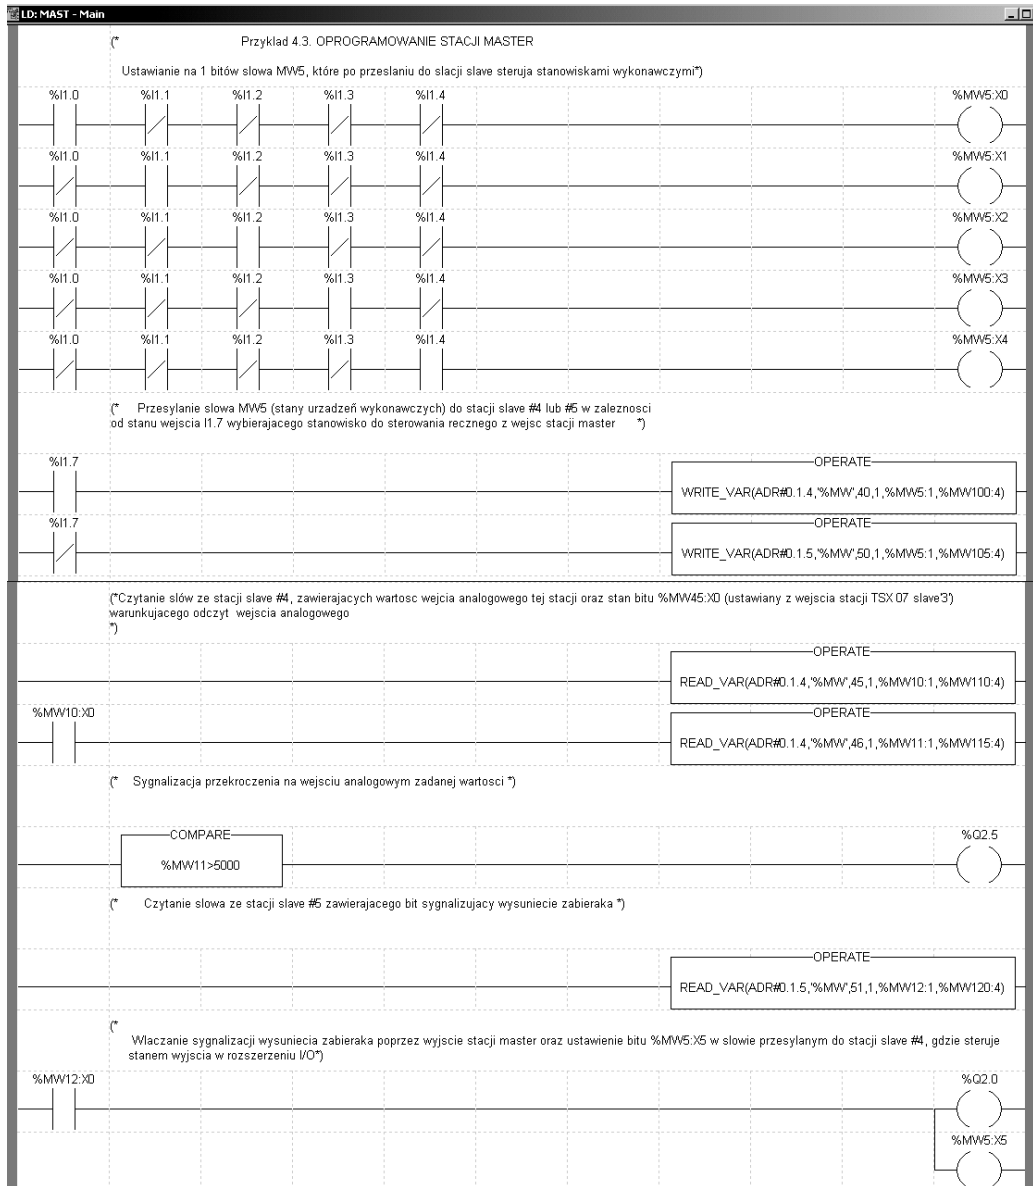 LD: MAST - Main
(* Przyklad 4.3. OPROGRAMOWANIE STACJI MASTER
Ustawianie na 1 bitów slowa MW5, które po przeslaniu do slacji slave steruja stanowiskami wykonawczymi*)
%I1.0 %I1.1 %I1.2 %I1.3 %I1.4 %MW5:X0
%I1.0 %I1.1 %I1.2 %I1.3 %I1.4 %MW5:X1
%I1.0 %I1.1 %I1.2 %I1.3 %I1.4 %MW5:X2
%I1.0 %I1.1 %I1.2 %I1.3 %I1.4 %MW5:X3
%I1.0 %I1.1 %I1.2 %I1.3 %I1.4 %MW5:X4
(* Przesylanie slowa MW5 (stany urzadzeń wykonawczych) do stacji slave #4 lub #5 w zaleznosci
od stanu wejscia I1.7 wybierajacego stanowisko do sterowania recznego z wejsc stacji master *)
%I1.7 OPERATE
WRITE_VAR(ADR#0.1.4,'%MW',40,1,%MW5:1,%MW100:4)
%I1.7 OPERATE
WRITE_VAR(ADR#0.1.5,'%MW',50,1,%MW5:1,%MW105:4)
(*Czytanie slów ze stacji slave #4, zawierajacych wartosc wejcia analogowego tej stacji oraz stan bitu %MW45:X0 (ustawiany z wejscia stacji TSX 07 slave'3')
warunkujacego odczyt wejscia analogowego
*)
OPERATE
READ_VAR(ADR#0.1.4,'%MW',45,1,%MW10:1,%MW110:4)
%MW10:X0 OPERATE
READ_VAR(ADR#0.1.4,'%MW',46,1,%MW11:1,%MW115:4)
(* Sygnalizacja przekroczenia na wejsciu analogowym zadanej wartosci *)
COMPARE %Q2.5
%MW11>5000
(* Czytanie slowa ze stacji slave #5 zawierajacego bit sygnalizujacy wysuniecie zabieraka *)
OPERATE
READ_VAR(ADR#0.1.5,'%MW',51,1,%MW12:1,%MW120:4)
(*
Wlaczanie sygnalizacji wysuniecia zabieraka poprzez wyjscie stacji master oraz ustawienie bitu %MW5:X5 w slowie przesylanym do stacji slave #4, gdzie steruje
stanem wyjscia w rozszerzeniu I/O*)
%MW12:X0 %Q2.0
%MW5:X5